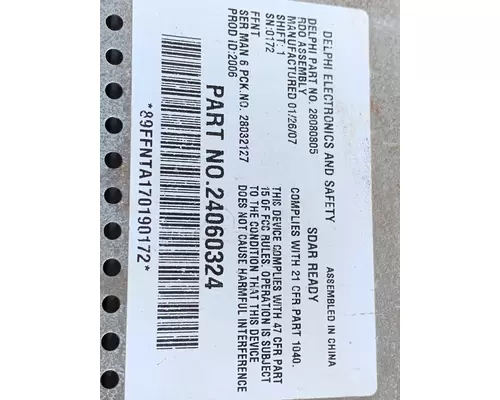 DELPHI ELECTRONICS AND SAFETY
ASSEMBLED IN CHINA
DELPHI PART NO. 28080805
RDO ASSEMBLY
SDAR READY
MANUFACTURED 01/26/07
COMPLIES WITH 21 CFR PART 1040.
SHIFT: 1
SN:0172
FFNT
THIS DEVICE COMPLIES WITH 47 CFR PART
SER MAN 6 PCK.NO. 28032127
15 OF FCC RULES. OPERATION IS SUBJECT
PROD ID:2006
TO THE CONDITION THAT THIS DEVICE
DOES NOT CAUSE HARMFUL INTERFERENCE
PART NO.24060324
*89FFNTA170190172*